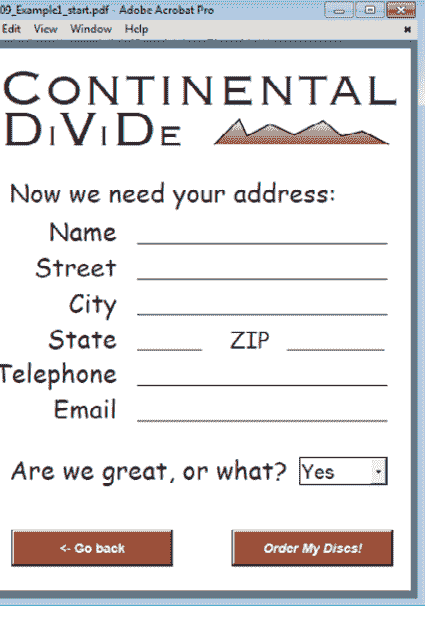 09_Example1_start.pdf - Adobe Acrobat Pro
Edit View Window Help
CONTINENTAL
DIVIDE
Now we need your address:
Name
Street
City
State ZIP
Telephone
Email
Are we great, or what? Yes
<- Go back Order My Discs!